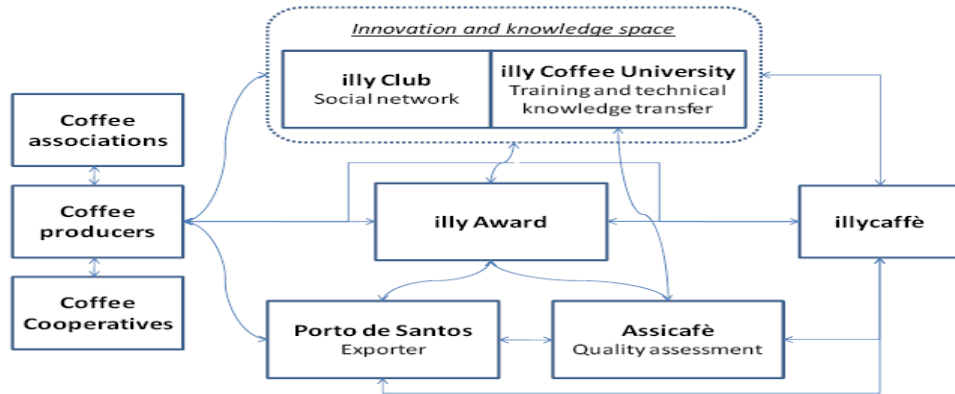 Innovation and knowledge space
illy Club
Social network
illy Coffee University
Training and technical
knowledge transfer
Coffee
associations
Coffee
producers
Coffee
Cooperatives
illy Award
illycaffè
Porto de Santos
Exporter
Assicafè
Quality assessment